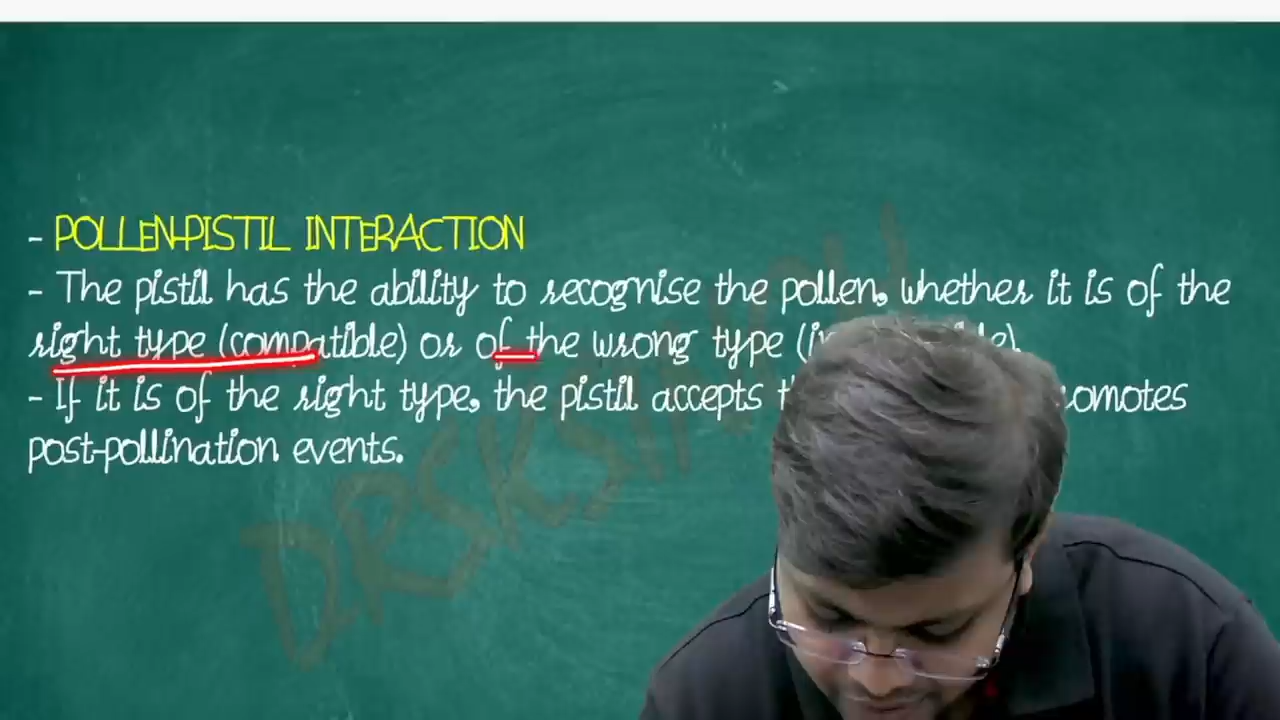 - POLLEN-PISTIL INTERACTION
- The pistil has the ability to recognise the pollen, whether it is of the
right type (compatible) or of the wrong type
- If it is of the right type, the pistil accepts
post-pollination events.